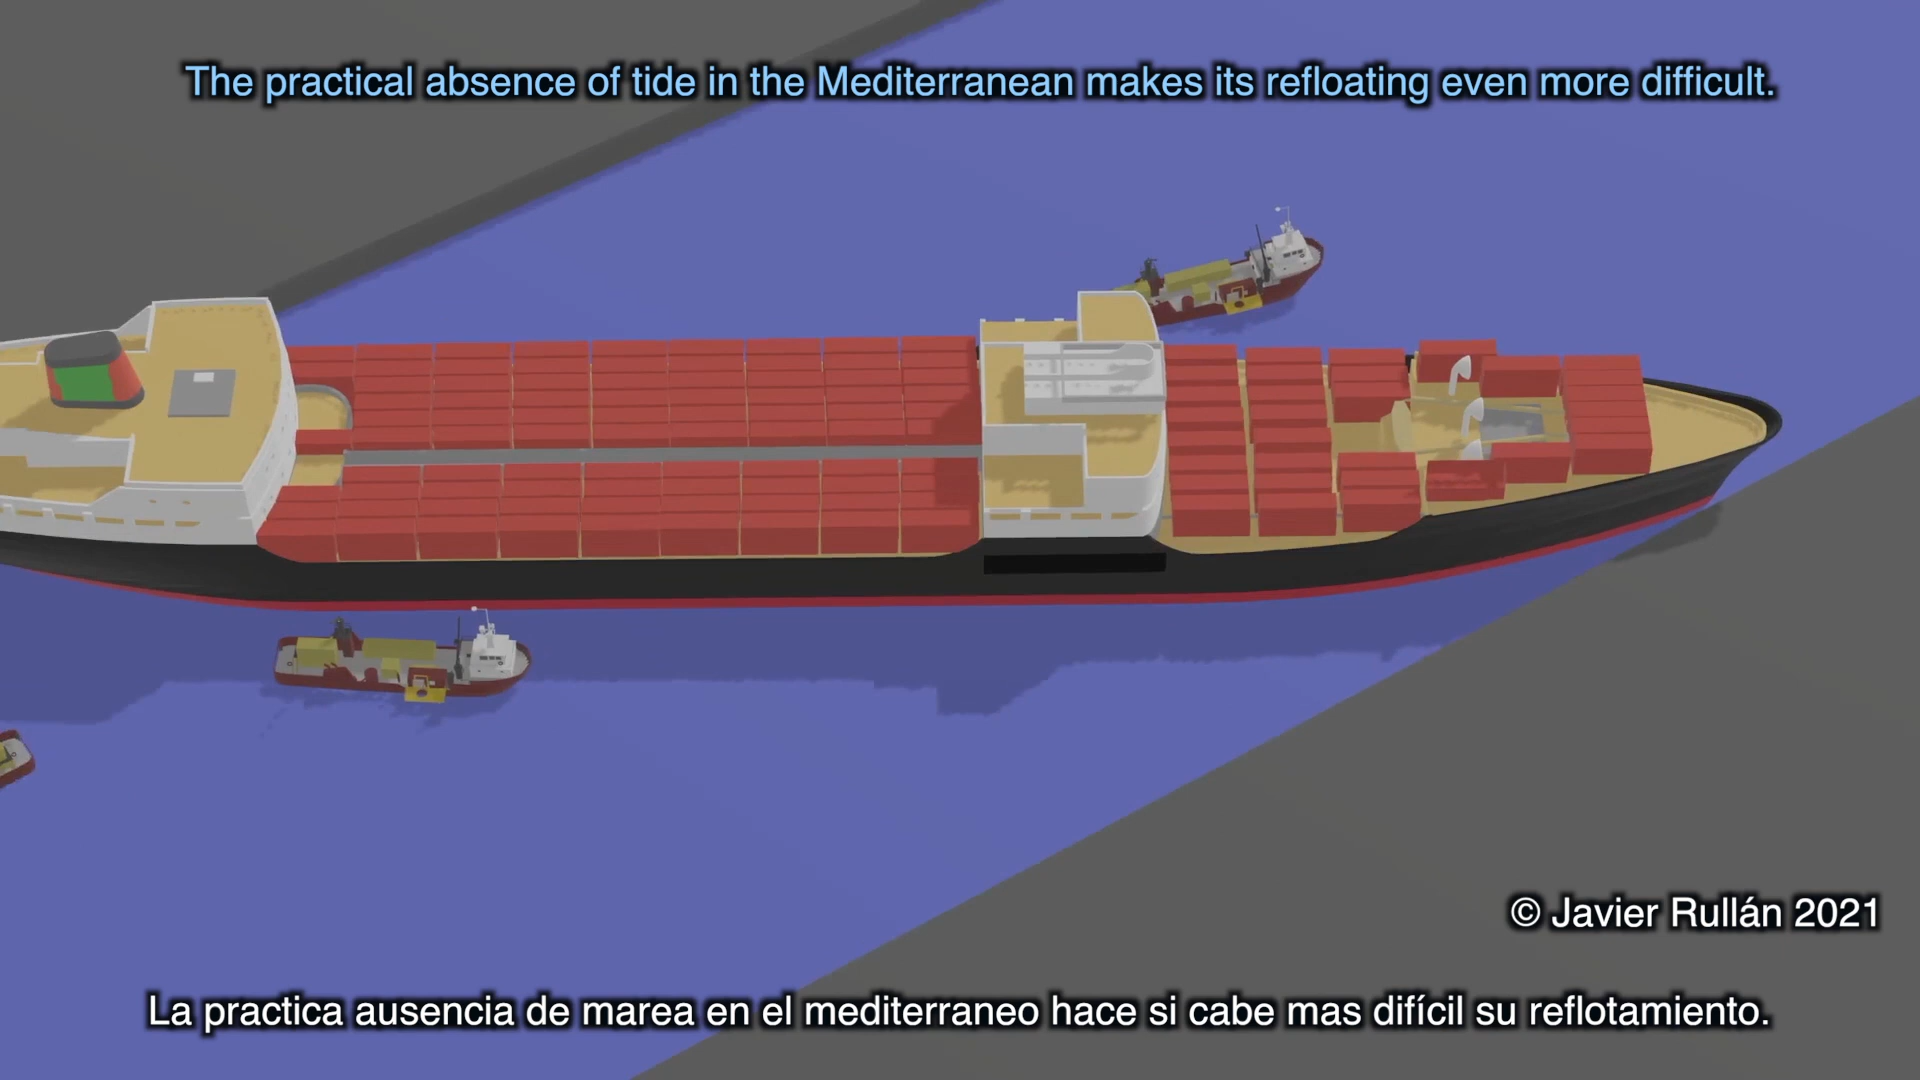 The practical absence of tide in the Mediterranean makes its refloating even more difficult.
© Javier Rullán 2021
La practica ausencia de marea en el mediterraneo hace si cabe mas difícil su reflotamiento.